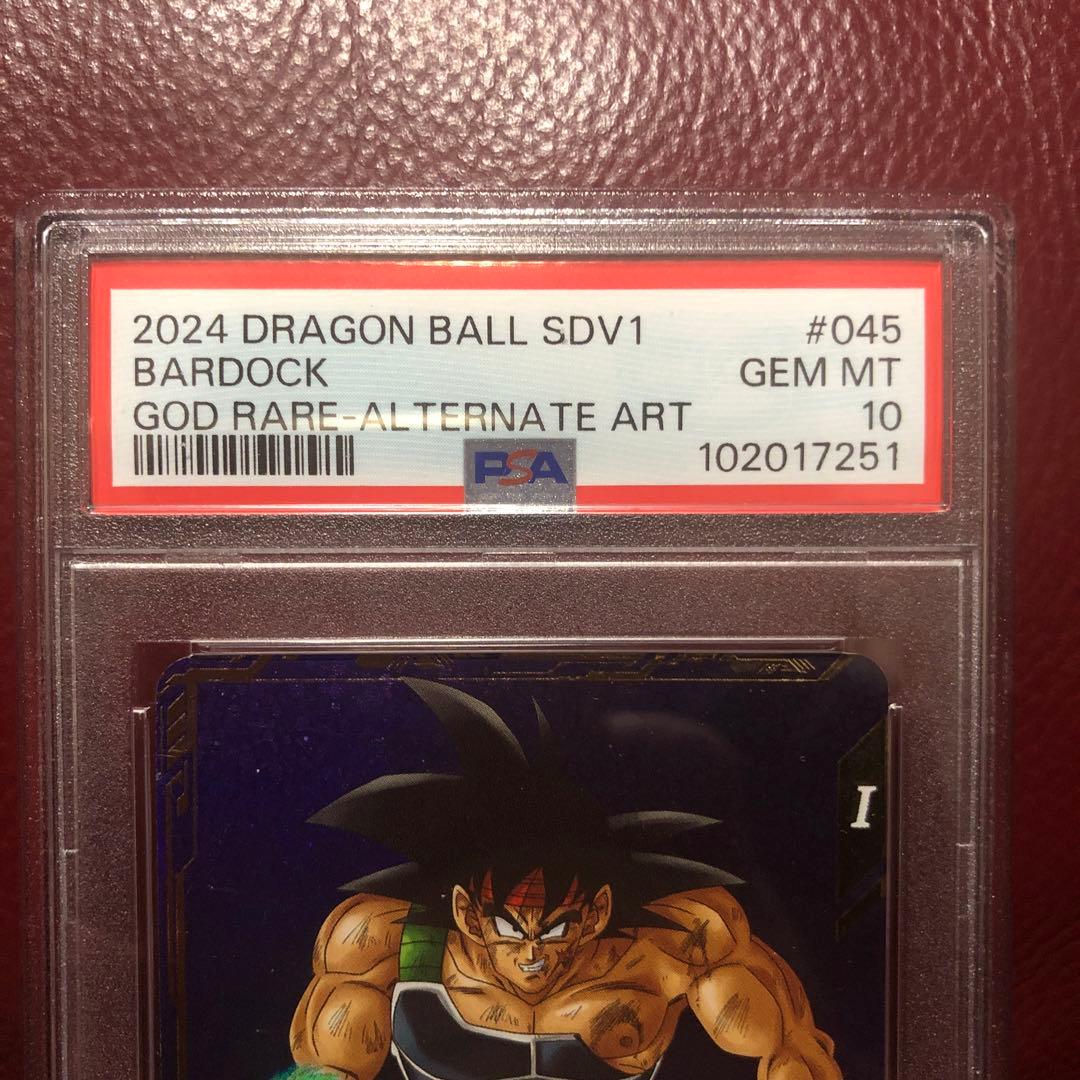 2024 DRAGON BALL SDV1 #045
BARDOCK GEM MT
GOD RARE-ALTERNATE ART 10
PSA 102017251
I